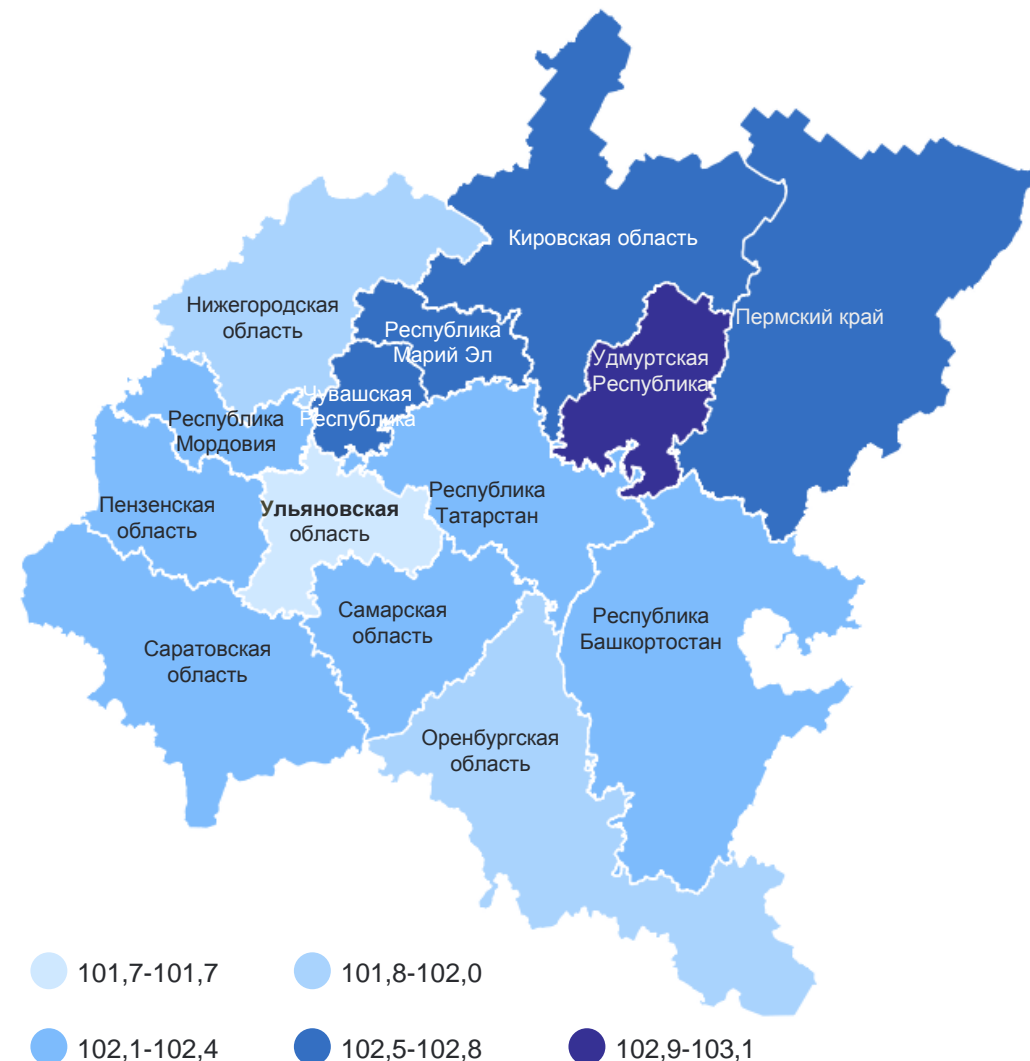 Кировская область
Нижегородская
область
Пермский край
Республика
Марий Эл
Удмуртская
Республика
Чувашская
Республика
Республика
Мордовия
Пензенская
область
Ульяновская
область
Республика
Татарстан
Самарская
область
Республика
Башкортостан
Саратовская
область
Оренбургская
область
101,7-101,7
101,8-102,0
102,1-102,4
102,5-102,8
102,9-103,1